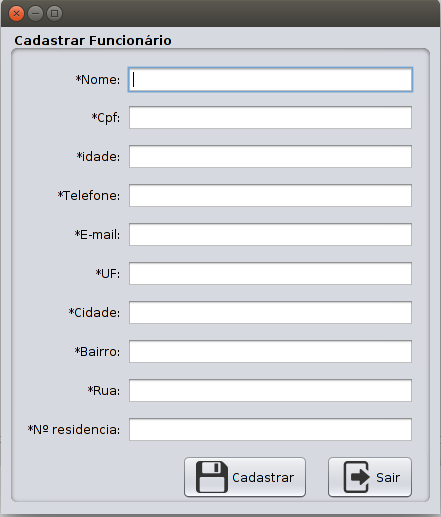 Cadastrar Funcionário
*Nome:
*Cpf:
*idade:
*Telefone:
*E-mail:
*UF:
*Cidade:
*Bairro:
*Rua:
*Nº residencia:
Cadastrar Sair